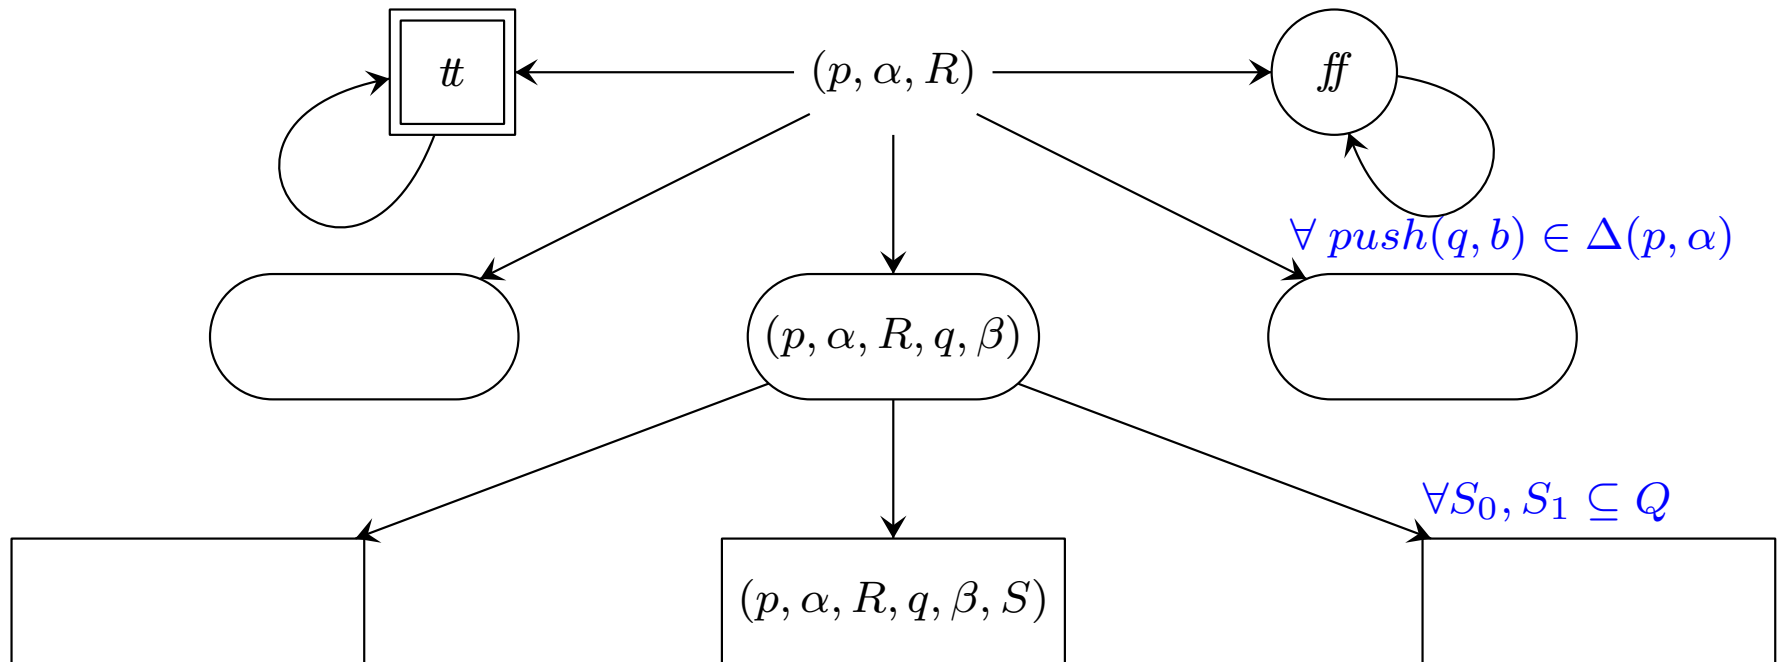 tt (p, α, R) ff
∀ push(q, b) ∈ Δ(p, α)
(p, α, R, q, β)
∀S₀, S₁ ⊆ Q
(p, α, R, q, β, S)